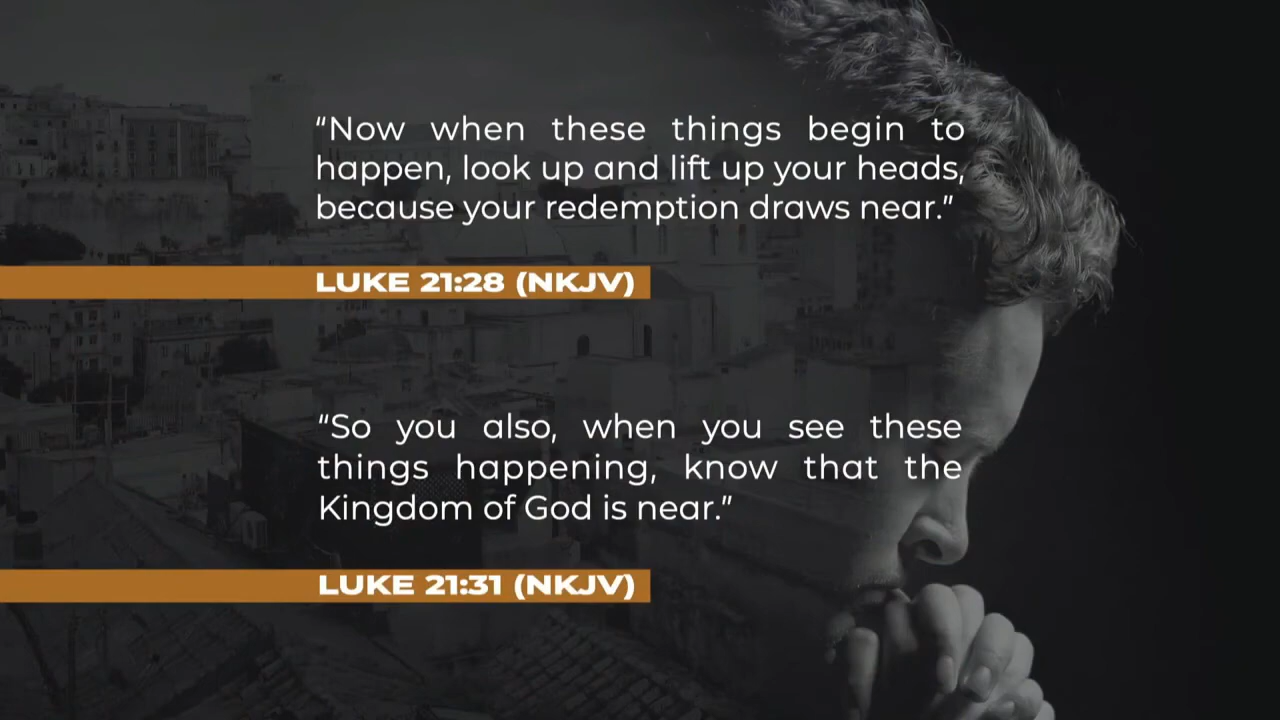 “Now when these things begin to
happen, look up and lift up your heads,
because your redemption draws near.”
LUKE 21:28 (NKJV)
“So you also, when you see these
things happening, know that the
Kingdom of God is near.”
LUKE 21:31 (NKJV)